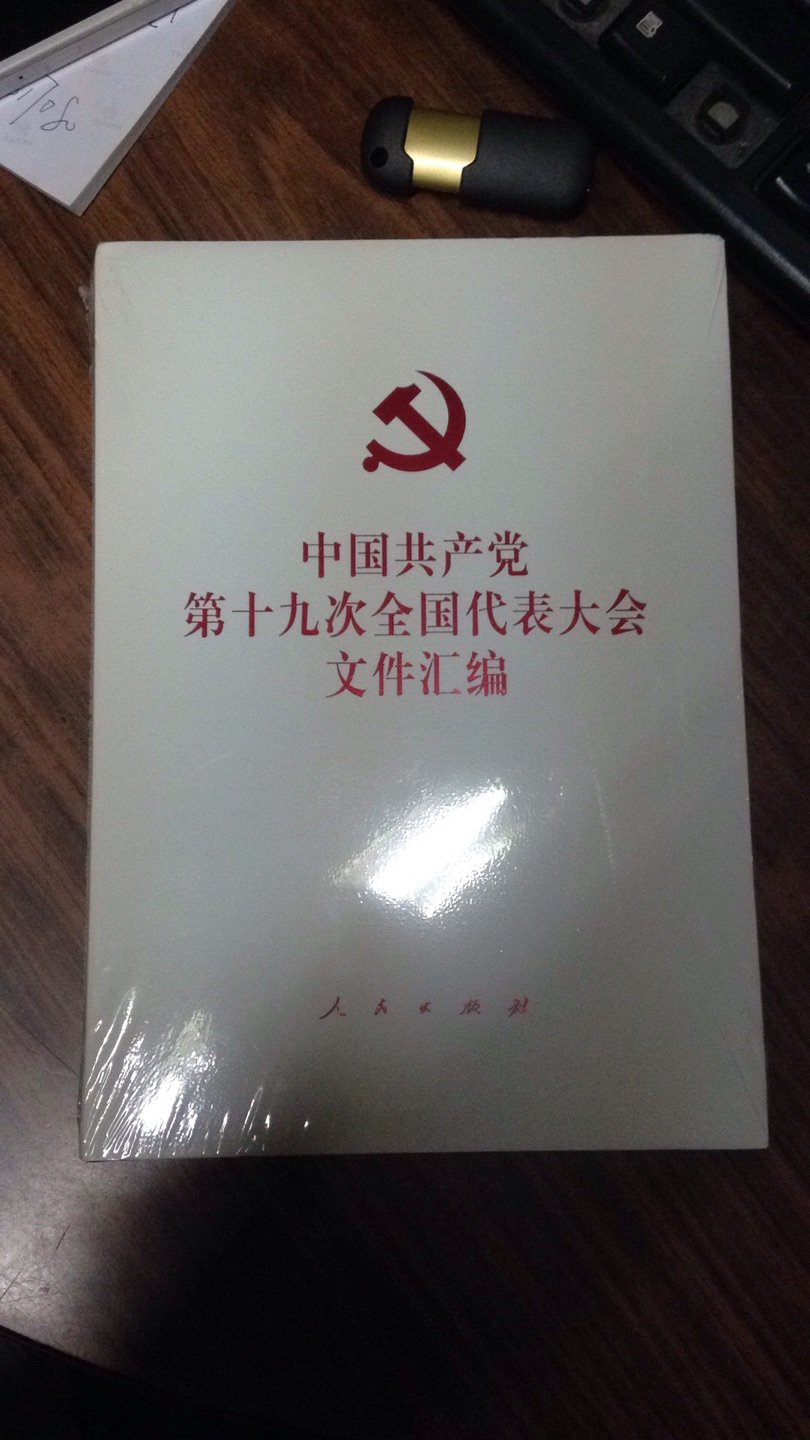 中国共产党
第十九次全国代表大会
文件汇编
人民出版社